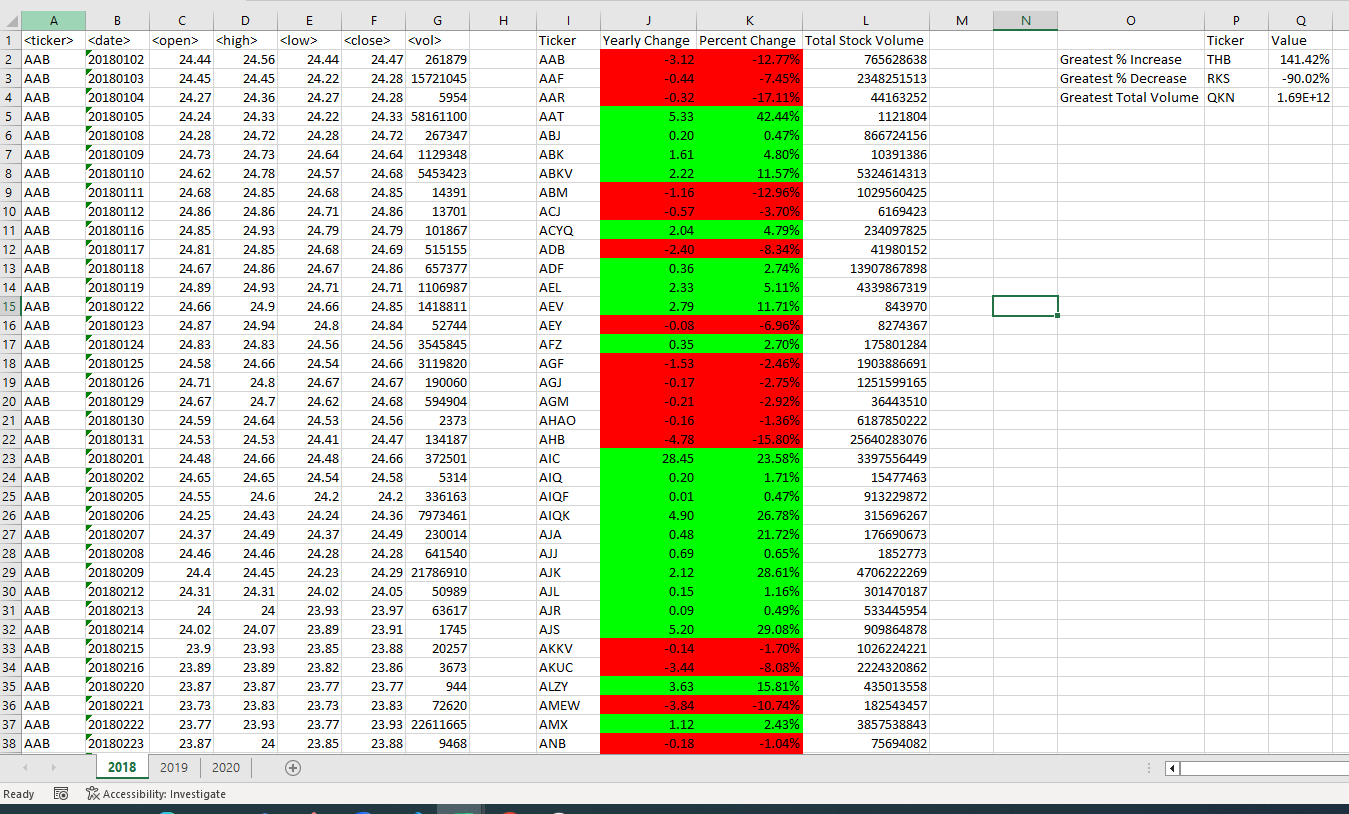 A B C D E F G H I J K L M N O P Q
1 <ticker> <date> <open> <high> <low> <close> <vol> Ticker Yearly Change Percent Change Total Stock Volume Ticker Value
2 AAB 20180102 24.44 24.56 24.44 24.47 261879 AAB -3.12 -12.77% 765628638 Greatest % Increase THB 141.42%
3 AAB 20180103 24.45 24.45 24.22 24.28 15721045 AAF -0.44 -7.45% 2348251513 Greatest % Decrease RKS -90.02%
4 AAB 20180104 24.27 24.36 24.27 24.28 5954 AAR -0.32 -17.11% 44163252 Greatest Total Volume QKN 1.69E+12
5 AAB 20180105 24.24 24.33 24.22 24.33 58161100 AAT 5.33 42.44% 1121804
6 AAB 20180108 24.28 24.72 24.28 24.72 267347 ABJ 0.20 0.47% 866724156
7 AAB 20180109 24.73 24.73 24.64 24.64 1129348 ABK 1.61 4.80% 10391386
8 AAB 20180110 24.62 24.78 24.57 24.68 5453423 ABKV 2.22 11.57% 5324614313
9 AAB 20180111 24.68 24.85 24.68 24.85 14391 ABM -1.16 -12.96% 1029560425
10 AAB 20180112 24.86 24.86 24.71 24.86 13701 ACJ -0.57 -3.70% 6169423
11 AAB 20180116 24.85 24.93 24.79 24.79 101867 ACYQ 2.04 4.79% 234097825
12 AAB 20180117 24.81 24.85 24.68 24.69 515155 ADB -2.40 -8.34% 41980152
13 AAB 20180118 24.67 24.86 24.67 24.86 657377 ADF 0.36 2.74% 13907867898
14 AAB 20180119 24.89 24.93 24.71 24.71 1106987 AEL 2.33 5.11% 4339867319
15 AAB 20180122 24.66 24.9 24.66 24.85 1418811 AEV 2.79 11.71% 843970
16 AAB 20180123 24.87 24.94 24.8 24.84 52744 AEY -0.08 -6.96% 8274367
17 AAB 20180124 24.83 24.83 24.56 24.56 3545845 AFZ 0.35 2.70% 175801284
18 AAB 20180125 24.58 24.66 24.54 24.66 3119820 AGF -1.53 -2.46% 1903886691
19 AAB 20180126 24.71 24.8 24.67 24.67 190060 AGJ -0.17 -2.75% 1251599165
20 AAB 20180129 24.67 24.7 24.62 24.68 594904 AGM -0.21 -2.92% 36443510
21 AAB 20180130 24.59 24.64 24.53 24.56 2373 AHAO -0.16 -1.36% 6187850222
22 AAB 20180131 24.53 24.53 24.41 24.47 134187 AHB -4.78 -15.80% 25640283076
23 AAB 20180201 24.48 24.66 24.48 24.66 372501 AIC 28.45 23.58% 3397556449
24 AAB 20180202 24.65 24.65 24.54 24.58 5314 AIQ 0.20 1.71% 15477463
25 AAB 20180205 24.55 24.6 24.2 24.2 336163 AIQF 0.01 0.47% 913229872
26 AAB 20180206 24.25 24.43 24.24 24.36 7973461 AIQK 4.90 26.78% 315696267
27 AAB 20180207 24.37 24.49 24.37 24.49 230014 AJA 0.48 21.72% 176690673
28 AAB 20180208 24.46 24.46 24.28 24.28 641540 AJJ 0.69 0.65% 1852773
29 AAB 20180209 24.4 24.45 24.23 24.29 21786910 AJK 2.12 28.61% 4706222269
30 AAB 20180212 24.31 24.31 24.02 24.05 50989 AJL 0.15 1.16% 301470187
31 AAB 20180213 24 24 23.93 23.97 63617 AJR 0.09 0.49% 533445954
32 AAB 20180214 24.02 24.07 23.89 23.91 1745 AJS 5.20 29.08% 909864878
33 AAB 20180215 23.9 23.93 23.85 23.88 20257 AKKV -0.14 -1.70% 1026224221
34 AAB 20180216 23.89 23.89 23.82 23.86 3673 AKUC -3.44 -8.08% 2224320862
35 AAB 20180220 23.87 23.87 23.77 23.77 944 ALZY 3.63 15.81% 435013558
36 AAB 20180221 23.73 23.83 23.73 23.83 72620 AMEW -3.84 -10.74% 182543457
37 AAB 20180222 23.77 23.93 23.77 23.93 22611665 AMX 1.12 2.43% 3857538843
38 AAB 20180223 23.87 24 23.85 23.88 9468 ANB -0.18 -1.04% 75694082
2018 2019 2020
Ready Accessibility: Investigate